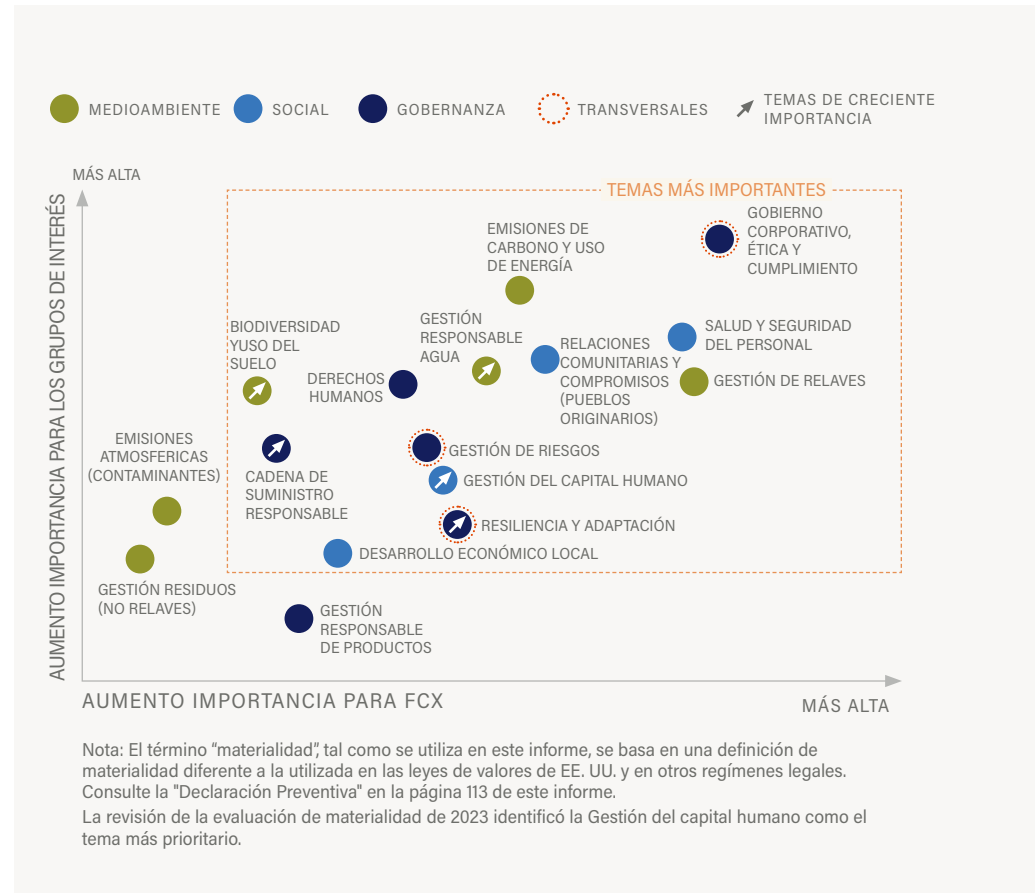 MEDIOAMBIENTE
SOCIAL
GOBERNANZA
TRANSVERSALES
TEMAS DE CRECIENTE
IMPORTANCIA
MÁS ALTA
AUMENTO IMPORTANCIA PARA LOS GRUPOS DE INTERÉS
TEMAS MÁS IMPORTANTES
GOBIERNO
CORPORATIVO,
ÉTICA Y
CUMPLIMIENTO
EMISIONES DE
CARBONO Y USO
DE ENERGÍA
BIODIVERSIDAD
YUSO DEL
SUELO
GESTIÓN
RESPONSABLE
AGUA
DERECHOS
HUMANOS
RELACIONES
COMUNITARIAS Y
COMPROMISOS
(PUEBLOS
ORIGINARIOS)
SALUD Y SEGURIDAD
DEL PERSONAL
GESTIÓN DE RELAVES
EMISIONES
ATMOSFERICAS
(CONTAMINANTES)
CADENA DE
SUMINISTRO
RESPONSABLE
GESTIÓN DE RIESGOS
GESTIÓN DEL CAPITAL HUMANO
RESILIENCIA Y ADAPTACIÓN
DESARROLLO ECONÓMICO LOCAL
GESTIÓN RESIDUOS
(NO RELAVES)
GESTIÓN
RESPONSABLE
DE PRODUCTOS
AUMENTO IMPORTANCIA PARA FCX
MÁS ALTA
Nota: El término “materialidad”, tal como se utiliza en este informe, se basa en una definición de
materialidad diferente a la utilizada en las leyes de valores de EE. UU. y en otros regímenes legales.
Consulte la "Declaración Preventiva" en la página 113 de este informe.
La revisión de la evaluación de materialidad de 2023 identificó la Gestión del capital humano como el
tema más prioritario.